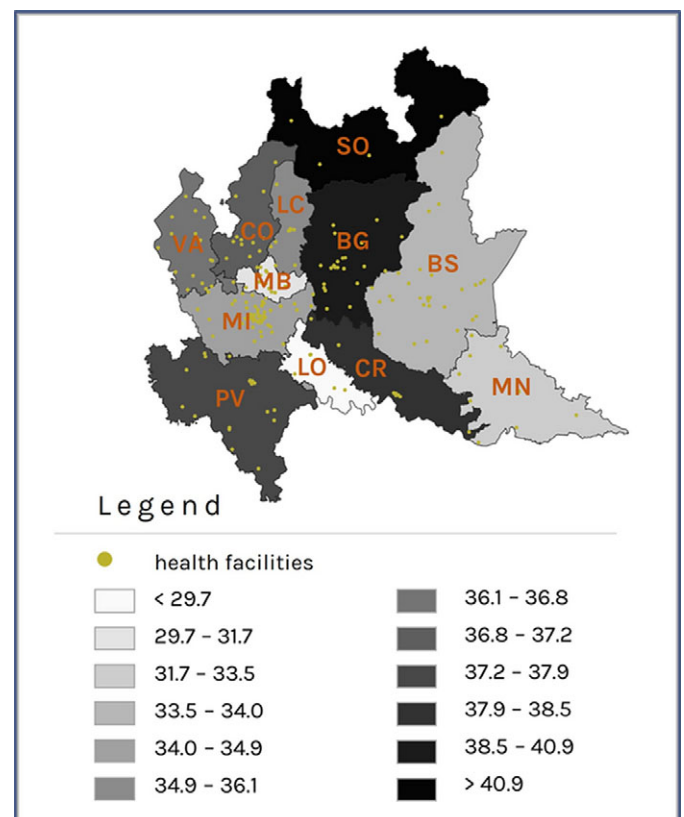 SO
LC
CO
VA
BG
BS
MB
MI
LO
CR
MN
PV
Legend
health facilities
< 29.7
29.7 – 31.7
31.7 – 33.5
33.5 – 34.0
34.0 – 34.9
34.9 – 36.1
36.1 – 36.8
36.8 – 37.2
37.2 – 37.9
37.9 – 38.5
38.5 – 40.9
> 40.9